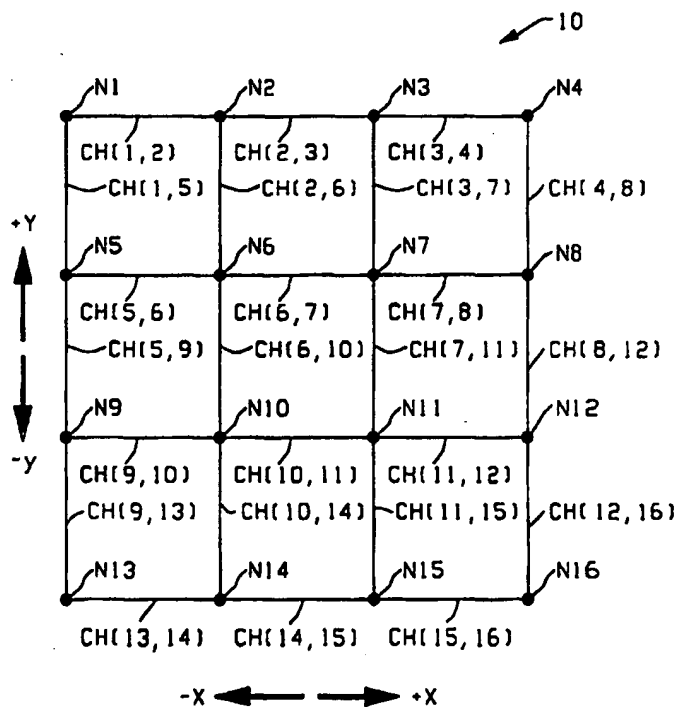 10
N1 N2 N3 N4
CH(1,2) CH(2,3) CH(3,4)
CH(1,5) CH(2,6) CH(3,7) CH(4,8)
+Y
N5 N6 N7 N8
CH(5,6) CH(6,7) CH(7,8)
CH(5,9) CH(6,10) CH(7,11) CH(8,12)
N9 N10 N11 N12
-y
CH(9,10) CH(10,11) CH(11,12)
CH(9,13) CH(10,14) CH(11,15) CH(12,16)
N13 N14 N15 N16
CH(13,14) CH(14,15) CH(15,16)
-X +X